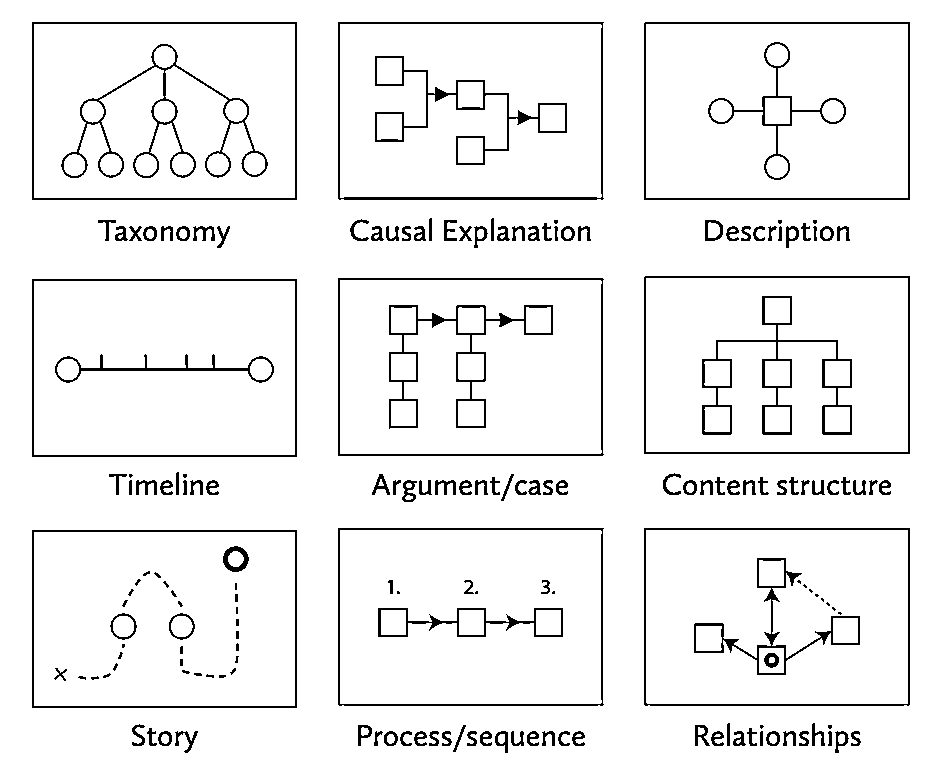 Taxonomy
Causal Explanation
Description
Timeline
Argument/case
Content structure
x
1. 2. 3.
Story
Process/sequence
Relationships